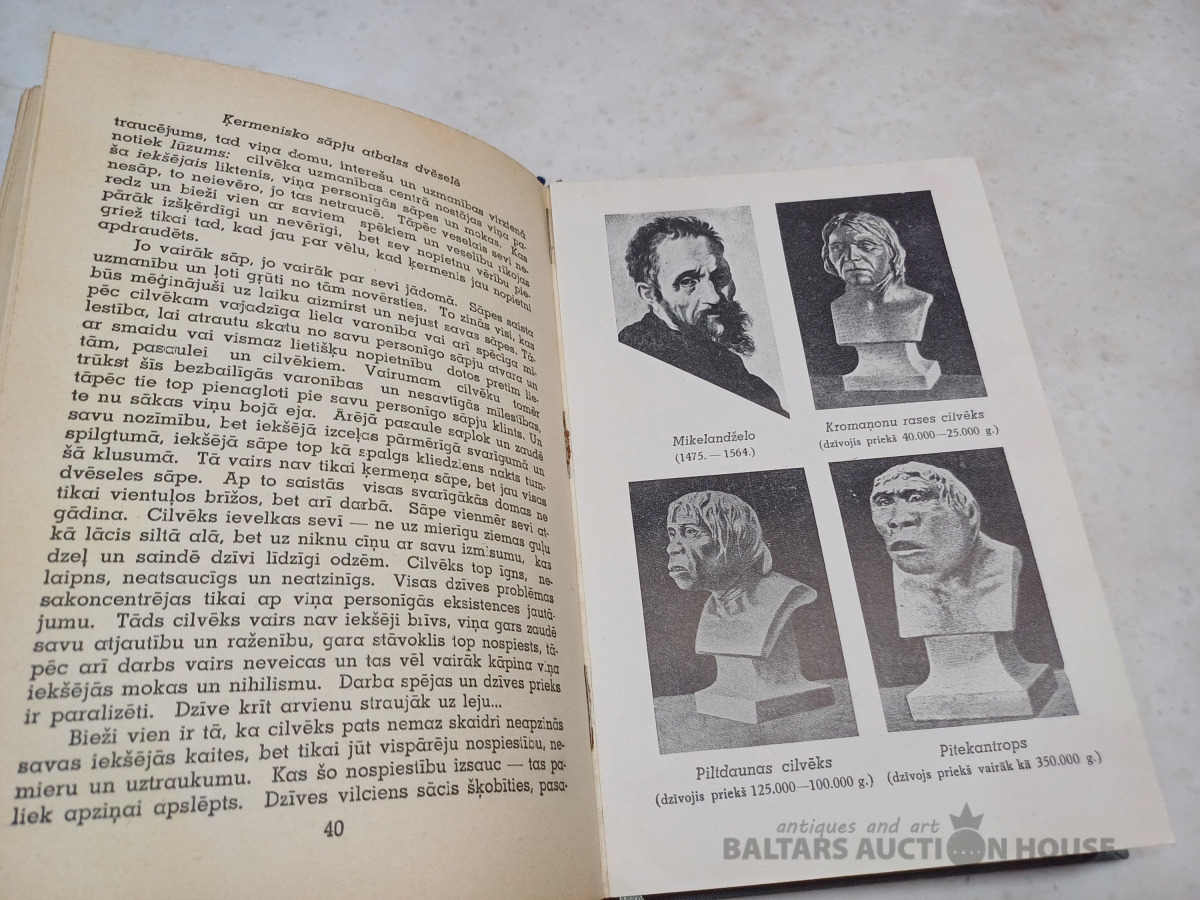 Ķermenisko sāpju atbalss dvēselē
traucējums, tad viņa domu, interešu un uzmanības virzienā
notiek lūzums: cilvēka uzmanības centrā nostājas viņa pa-
ša iekšējais liktenis, viņa personīgās sāpes un mokas. Kas
nesāp, to neievēro, jo tas netraucē. Tāpēc veselais sevi ne-
redz un bieži vien ar saviem spēkiem un veselību rīkojas
pārāk izšķērdīgi un nevērīgi, bet sev nopietnu vērību pie-
griež tikai tad, kad jau par vēlu, kad ķermenis jau nopietni
apdraudēts.
Jo vairāk sāp, jo vairāk par sevi jādomā. Sāpes saista
uzmanību un ļoti grūti no tām novērsties. To zinās visi, kas
būs mēģinājuši uz laiku aizmirst un nejust savas sāpes. Tā-
pēc cilvēkam vajadzīga liela varonība vai arī spēcīga mī-
lestība, lai atrautu skatu no savu personīgo sāpju atvara un
ar smaidu vai vismaz lietišķu nopietnību dotos pretim lie-
tām, pasaulei un cilvēkiem. Vairumam cilvēku tomēr
trūkst šīs bezbailīgās varonības un nesavtīgās mīlestības,
tāpēc tie top pienagloti pie savu personīgo sāpju klints. Un
te nu sākas viņu bojā eja. Ārējā pasaule saplok un zaudē
savu nozīmību, bet iekšējā izceļas pārmērīgā svarīgumā un
spilgtumā, iekšējā sāpe top kā spalgs kliedziens nakts tum-
šā klusumā. Tā vairs nav tikai ķermeņa sāpe, bet jau visas
dvēseles sāpe. Ap to saistās visas svarīgākās domas ne
tikai vientuļos brīžos, bet arī darbā. Sāpe vienmēr sevi at-
gādina. Cilvēks ievelkas sevī — ne uz mierīgu ziemas guļu
kā lācis siltā alā, bet uz niknu cīņu ar savu izmisumu, kas
dzeļ un saindē dzīvi līdzīgi odzēm. Cilvēks top īgns, ne-
laipns, neatsaucīgs un neatzinīgs. Visas dzīves problēmas
sakoncentrējas tikai ap viņa personīgās eksistences jautā-
jumu. Tāds cilvēks vairs nav iekšēji brīvs, viņa gars zaudē
savu atjautību un raženību, gara stāvoklis top nospiests, tā-
pēc arī darbs vairs neveicas un tas vēl vairāk kāpina viņa
iekšējās mokas un nihilismu. Darba spējas un dzīves prieks
ir paralizēti. Dzīve krīt arvienu straujāk uz leju...
Bieži vien ir tā, ka cilvēks pats nemaz skaidri neapzinās
savas iekšējās kaites, bet tikai jūt vispārēju nospiestību, ne-
mieru un uztraukumu. Kas šo nospiestību izsauc — tas pa-
liek apziņai apslēpts. Dzīves vilciens sācis šķobīties, pasa-
40
Mikelandželo
(1475. — 1564.)
Kromaņonu rases cilvēks
(dzīvojis priekš 40.000—25.000 g.)
Piltdaunas cilvēks
(dzīvojis priekš 125.000—100.000 g.)
Pitekantrops
(dzīvojs priekš vairāk kā 350.000 g.)
antiques and art
BALTARS AUCTION HOUSE